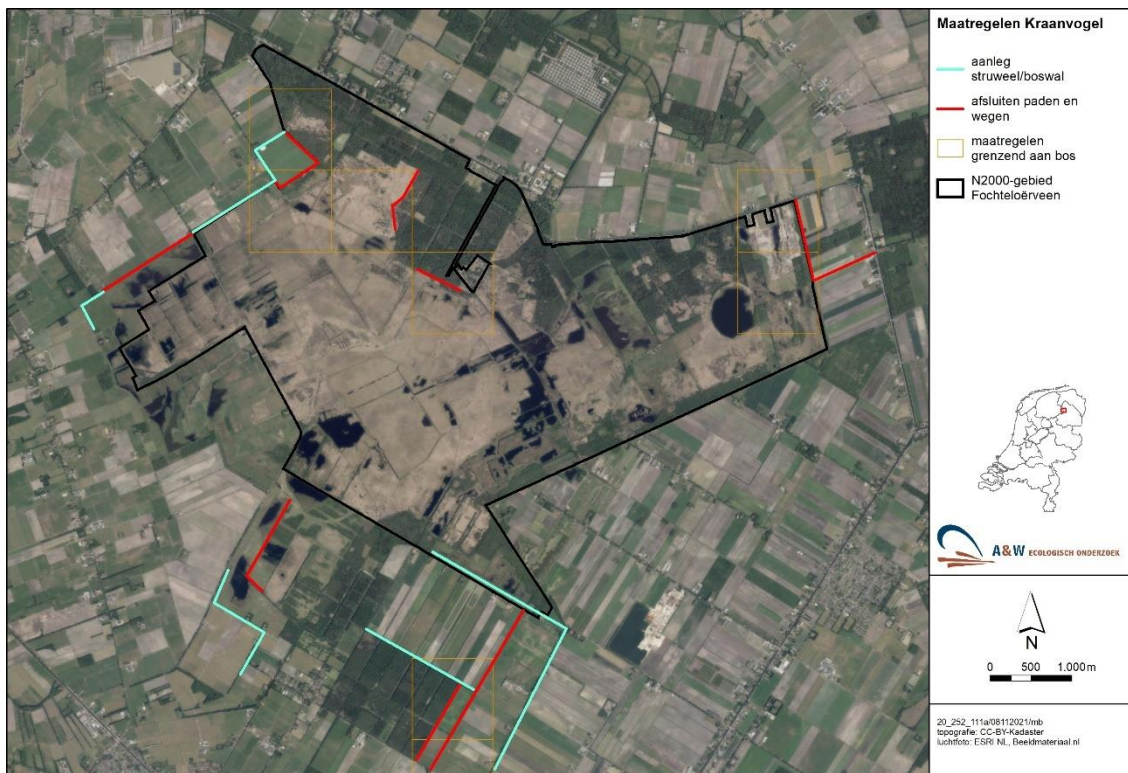 Maatregelen Kraanvogel
aanleg
struweel/boswal
afsluiten paden en
wegen
maatregelen
grenzend aan bos
N2000-gebied
Fochteloërveen
A&W ECOLOGISCH ONDERZOEK
N
0 500 1.000 m
20_252_111a/08112021/mb
topografie: CC-BY-Kadaster
luchtfoto: ESRI NL, Beeldmateriaal.nl